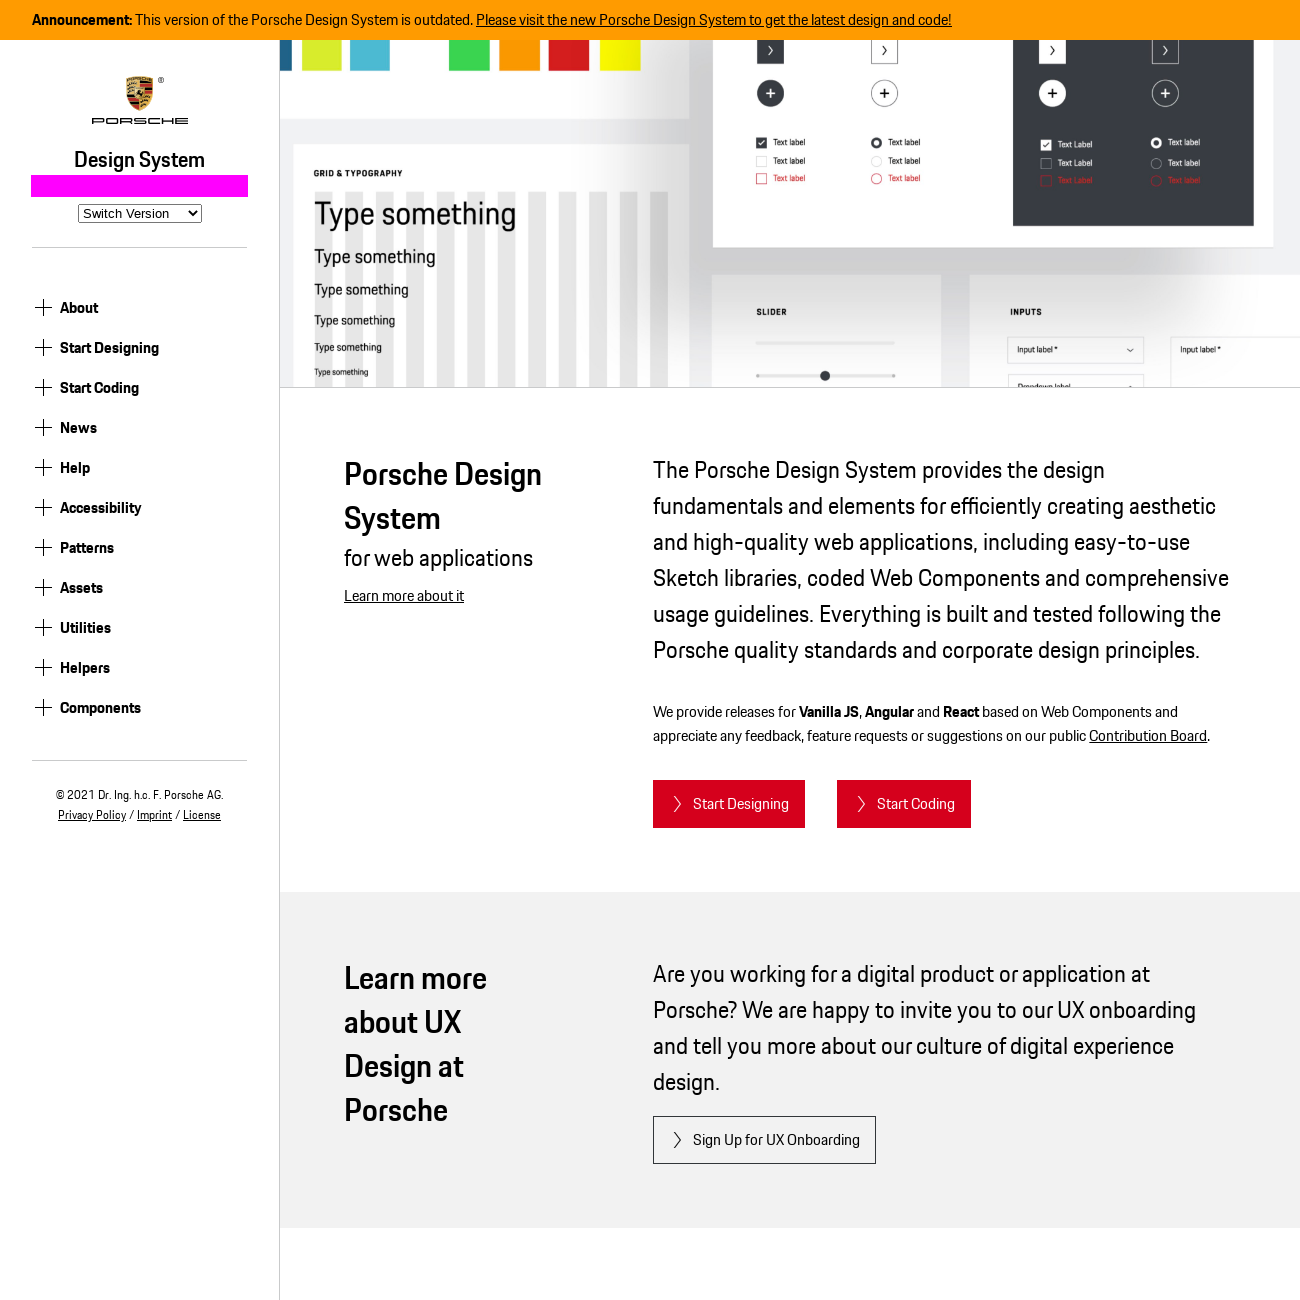 Announcement: This version of the Porsche Design System is outdated. Please visit the new Porsche Design System to get the latest design and code!
PORSCHE
Design System
Switch Version
About
Start Designing
Start Coding
News
Help
Accessibility
Patterns
Assets
Utilities
Helpers
Components
© 2021 Dr. Ing. h.c. F. Porsche AG.
Privacy Policy / Imprint / License
GRID & TYPOGRAPHY
Type something
Type something
Type something
Type something
Type something
Type something
Text label
Text label
Text label
Text label
Text label
Text label
Text Label
Text Label
Text Label
Text label
Text label
Text label
SLIDER
INPUTS
Input label *
Input label *
Dropdown label
Porsche Design
System
for web applications
Learn more about it
The Porsche Design System provides the design
fundamentals and elements for efficiently creating aesthetic
and high-quality web applications, including easy-to-use
Sketch libraries, coded Web Components and comprehensive
usage guidelines. Everything is built and tested following the
Porsche quality standards and corporate design principles.
We provide releases for Vanilla JS, Angular and React based on Web Components and
appreciate any feedback, feature requests or suggestions on our public Contribution Board.
Start Designing
Start Coding
Learn more
about UX
Design at
Porsche
Are you working for a digital product or application at
Porsche? We are happy to invite you to our UX onboarding
and tell you more about our culture of digital experience
design.
Sign Up for UX Onboarding